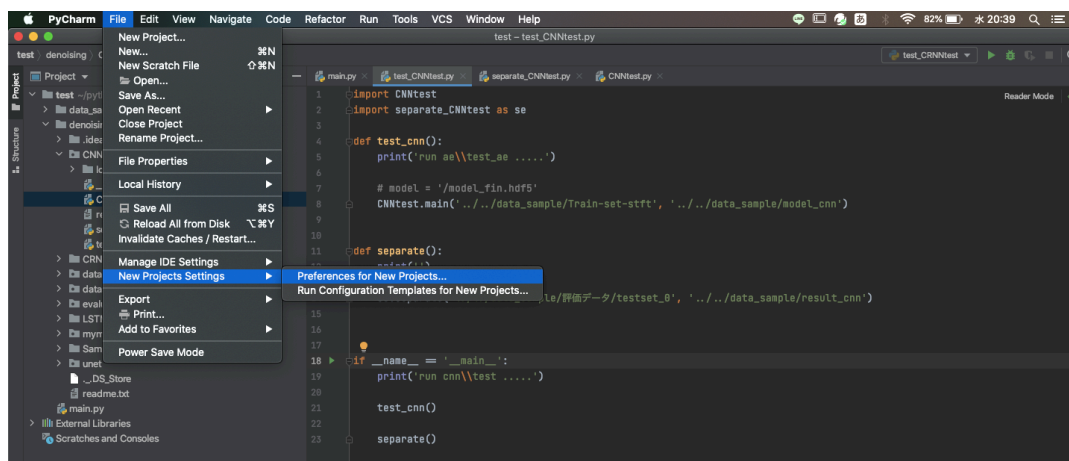 PyCharm File Edit View Navigate Code Refactor Run Tools VCS Window Help あ 82% 水 20:39
test – test_CNNtest.py
test denoising test_CRNNtest
Project
main.py test_CNNtest.py separate_CNNtest.py CNNtest.py
Project
Structure
test
data_sa
denoisin
.idea
CNN
CRN
data
data
eval
LSTM
mym
Sam
unet
._DS_Store
readme.txt
main.py
External Libraries
Scratches and Consoles
New Project...
New... ⌘N
New Scratch File ⇧⌘N
Open...
Save As...
Open Recent
Close Project
Rename Project...
File Properties
Local History
Save All ⌘S
Reload All from Disk ⌥⌘Y
Invalidate Caches / Restart...
Manage IDE Settings
New Projects Settings
Export
Print...
Add to Favorites
Power Save Mode
Preferences for New Projects...
Run Configuration Templates for New Projects...
Reader Mode
1 import CNNtest
2 import separate_CNNtest as se
3
4 def test_cnn():
5 print('run ae\\test_ae .....')
6
7 # model = '/model_fin.hdf5'
8 CNNtest.main('../../data_sample/Train-set-stft', '../../data_sample/model_cnn')
9
10
11 def separate():
le/評価データ/testset_0', '../../data_sample/result_cnn')
15
16
17
18 if __name__ == '__main__':
19 print('run cnn\\test .....')
20
21 test_cnn()
22
23 separate()